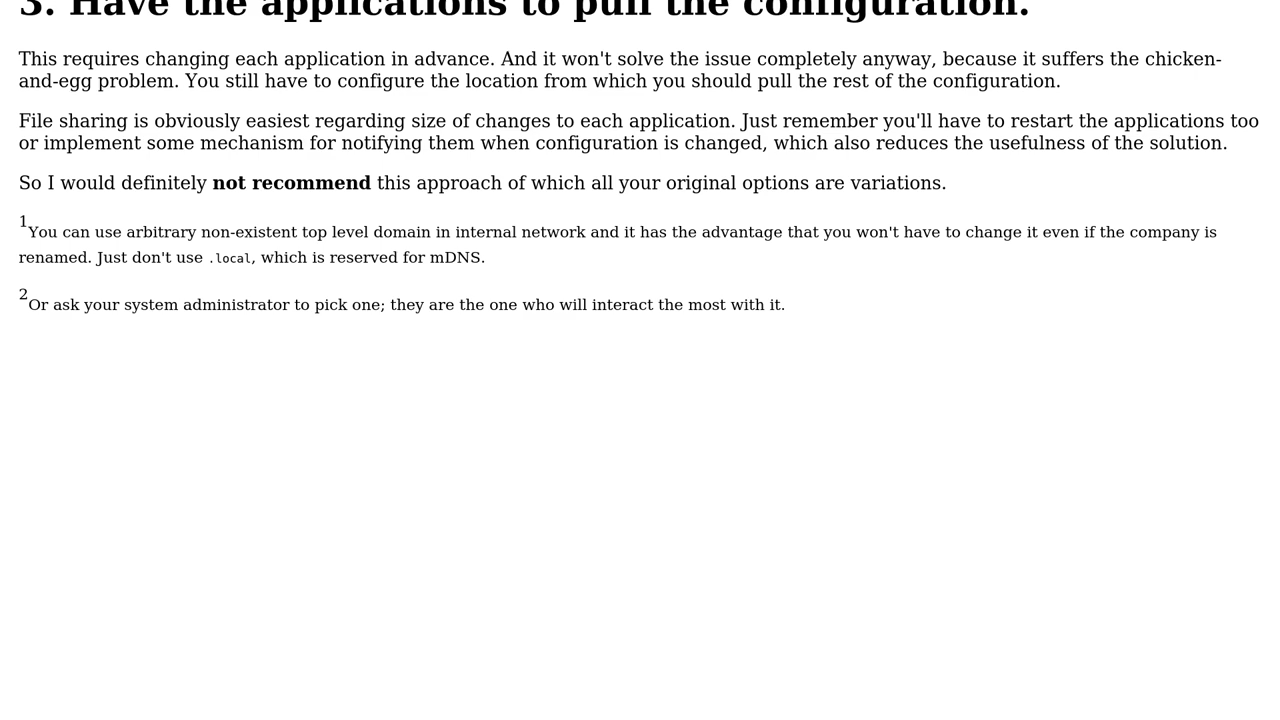 3. Have the applications to pull the configuration.
This requires changing each application in advance. And it won't solve the issue completely anyway, because it suffers the chicken-
and-egg problem. You still have to configure the location from which you should pull the rest of the configuration.
File sharing is obviously easiest regarding size of changes to each application. Just remember you'll have to restart the applications too
or implement some mechanism for notifying them when configuration is changed, which also reduces the usefulness of the solution.
So I would definitely not recommend this approach of which all your original options are variations.
1You can use arbitrary non-existent top level domain in internal network and it has the advantage that you won't have to change it even if the company is
renamed. Just don't use .local, which is reserved for mDNS.
2Or ask your system administrator to pick one; they are the one who will interact the most with it.